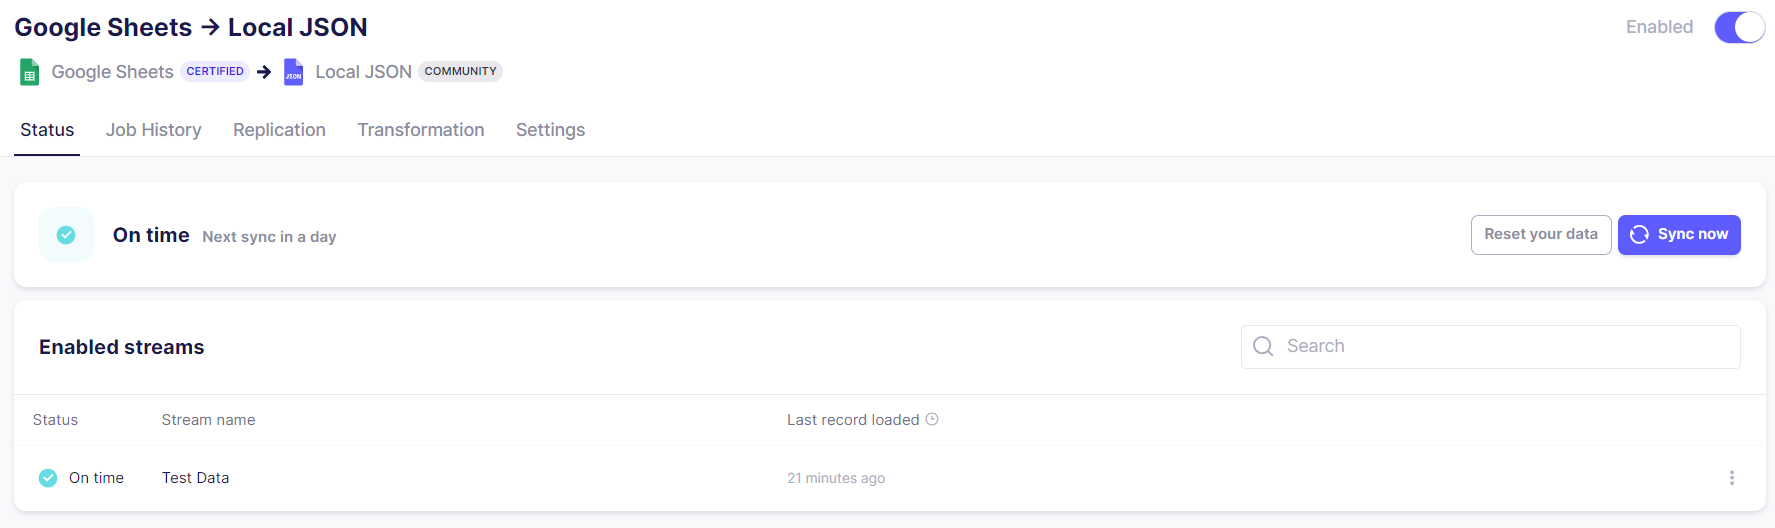 Google Sheets → Local JSON
Enabled
Google Sheets CERTIFIED → JSON Local JSON COMMUNITY
Status Job History Replication Transformation Settings
On time Next sync in a day Reset your data Sync now
Enabled streams Search
Status Stream name Last record loaded
On time Test Data 21 minutes ago